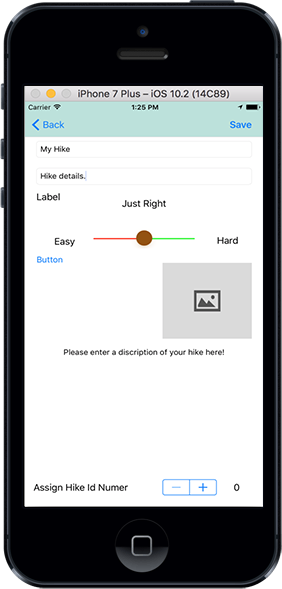 iPhone 7 Plus – iOS 10.2 (14C89)
Carrier 1:25 PM
Back Save
My Hike
Hike details.
Label
Just Right
Easy Hard
Button
Please enter a discription of your hike here!
Assign Hike Id Numer − + 0